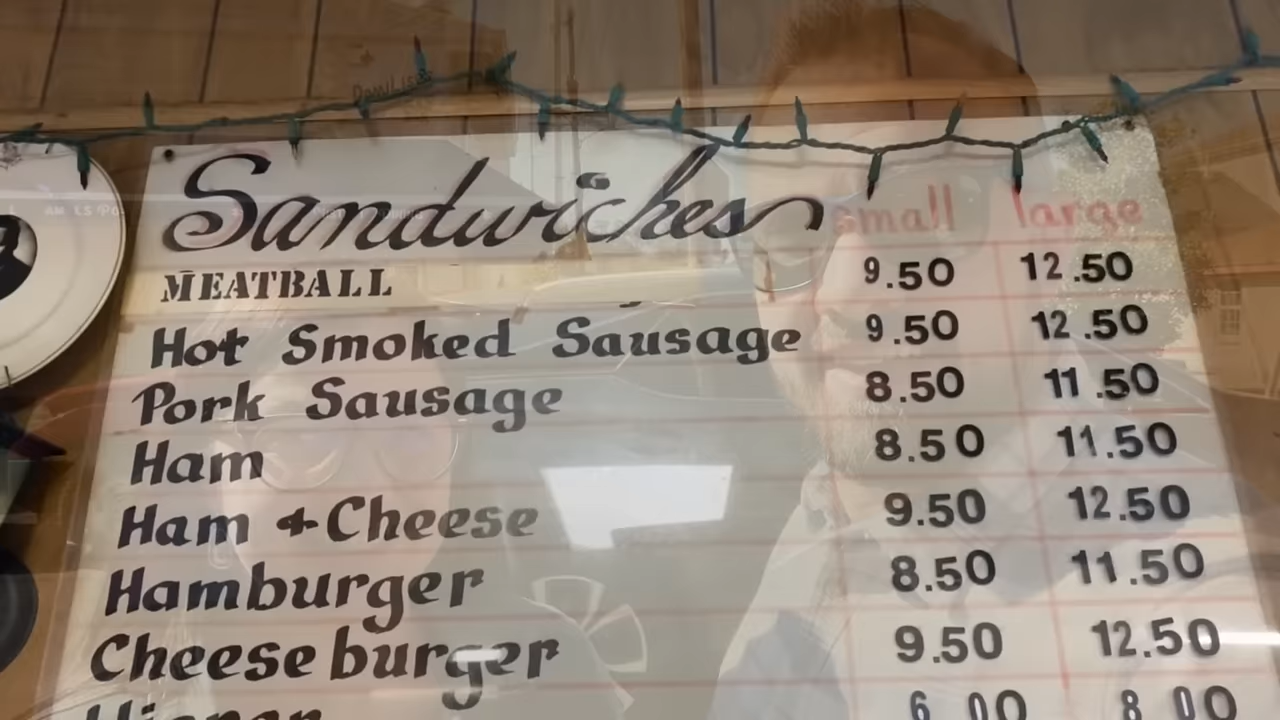 Sandwiches small large
MEATBALL 9.50 12.50
Hot Smoked Sausage 9.50 12.50
Pork Sausage 8.50 11.50
Ham 8.50 11.50
Ham + Cheese 9.50 12.50
Hamburger 8.50 11.50
Cheeseburger 9.50 12.50
6.00 8.00